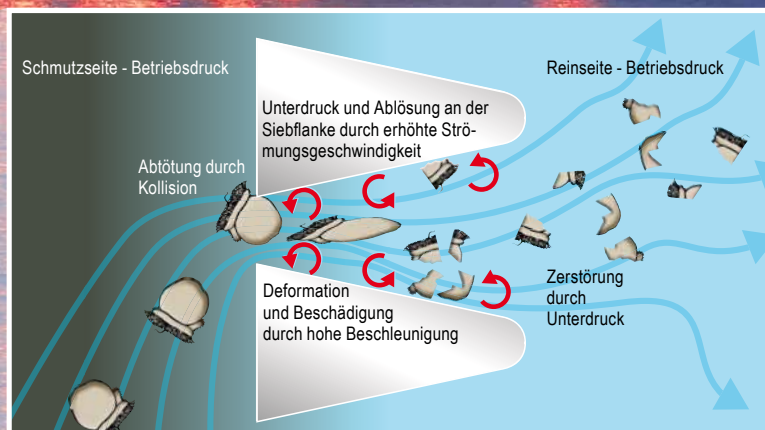 Schmutzseite - Betriebsdruck
Reinseite - Betriebsdruck
Unterdruck und Ablösung an der
Siebflanke durch erhöhte Strö-
mungsgeschwindigkeit
Abtötung durch
Kollision
Deformation
und Beschädigung
durch hohe Beschleunigung
Zerstörung
durch
Unterdruck